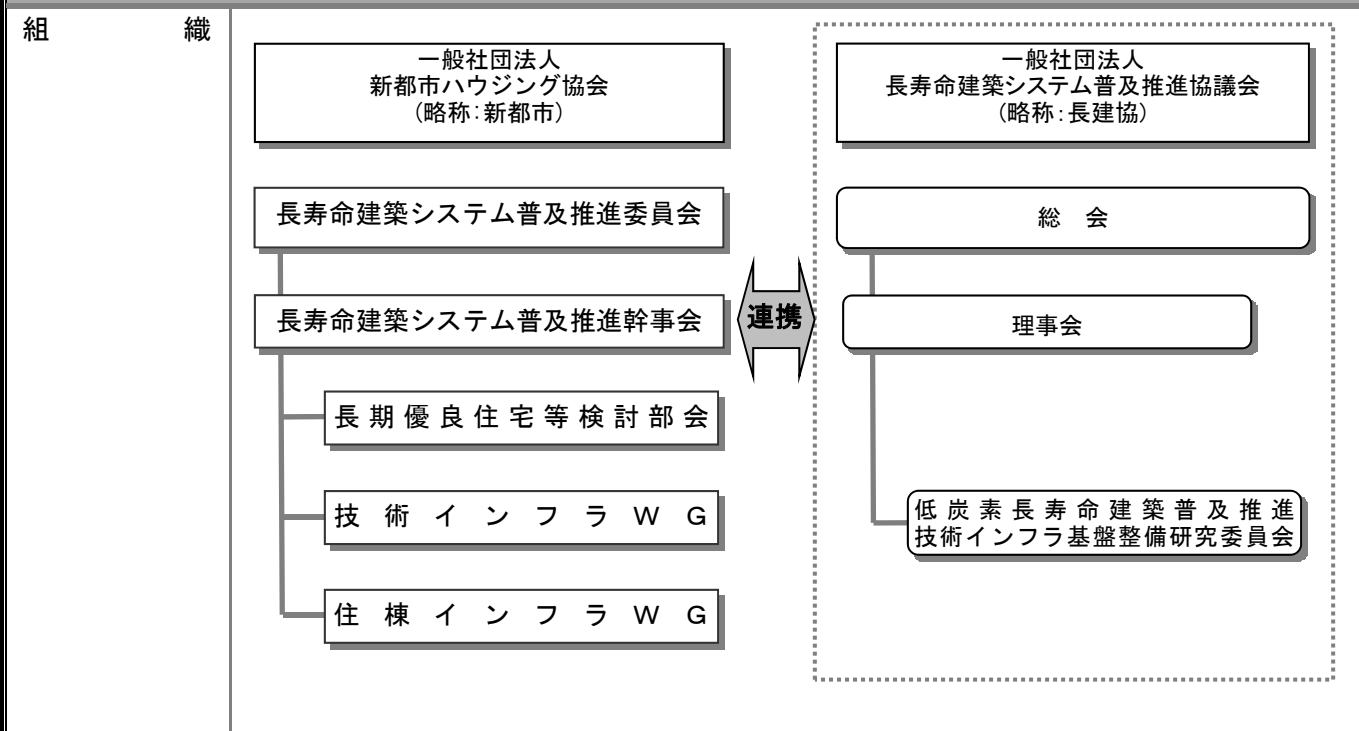 組織
一般社団法人
新都市ハウジング協会
（略称：新都市）
長寿命建築システム普及推進委員会
長寿命建築システム普及推進幹事会
長期優良住宅等検討部会
技術インフラＷＧ
住棟インフラＷＧ
連携
一般社団法人
長寿命建築システム普及推進協議会
（略称：長建協）
総会
理事会
低炭素長寿命建築普及推進
技術インフラ基盤整備研究委員会